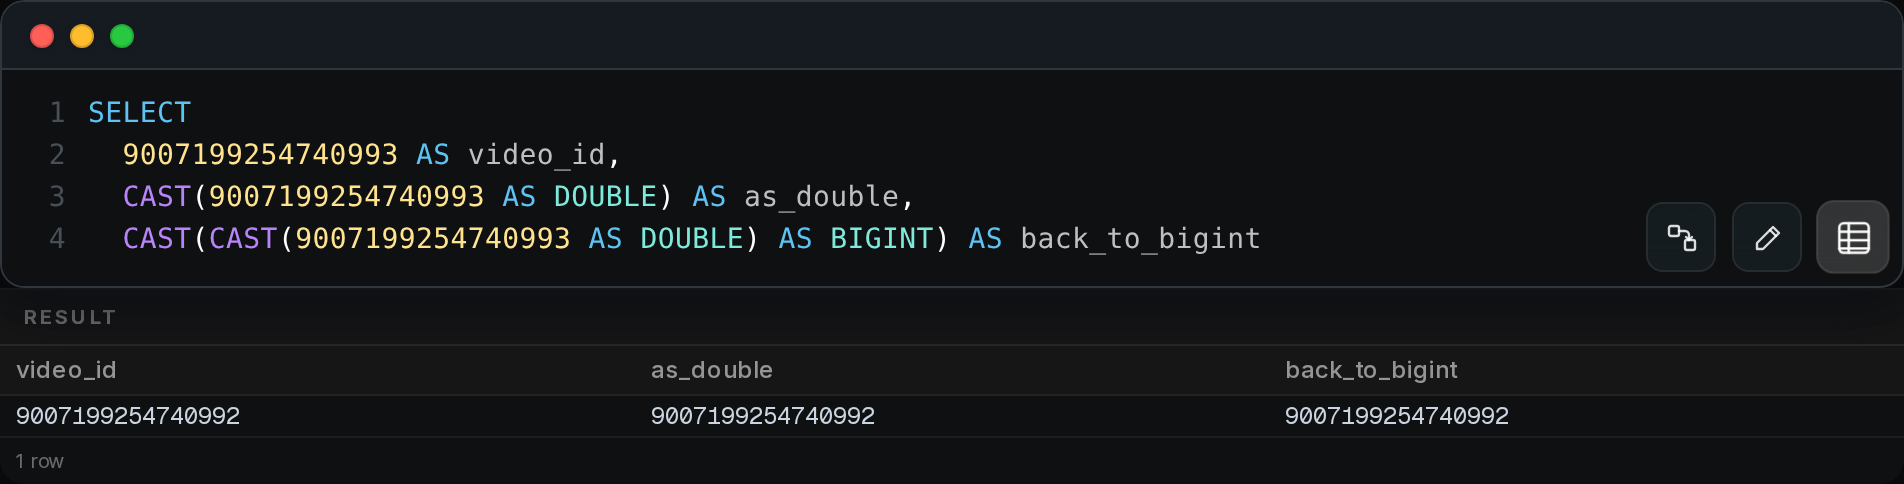 1 SELECT
2 9007199254740993 AS video_id,
3 CAST(9007199254740993 AS DOUBLE) AS as_double,
4 CAST(CAST(9007199254740993 AS DOUBLE) AS BIGINT) AS back_to_bigint
RESULT
video_id as_double back_to_bigint
9007199254740992 9007199254740992 9007199254740992
1 row